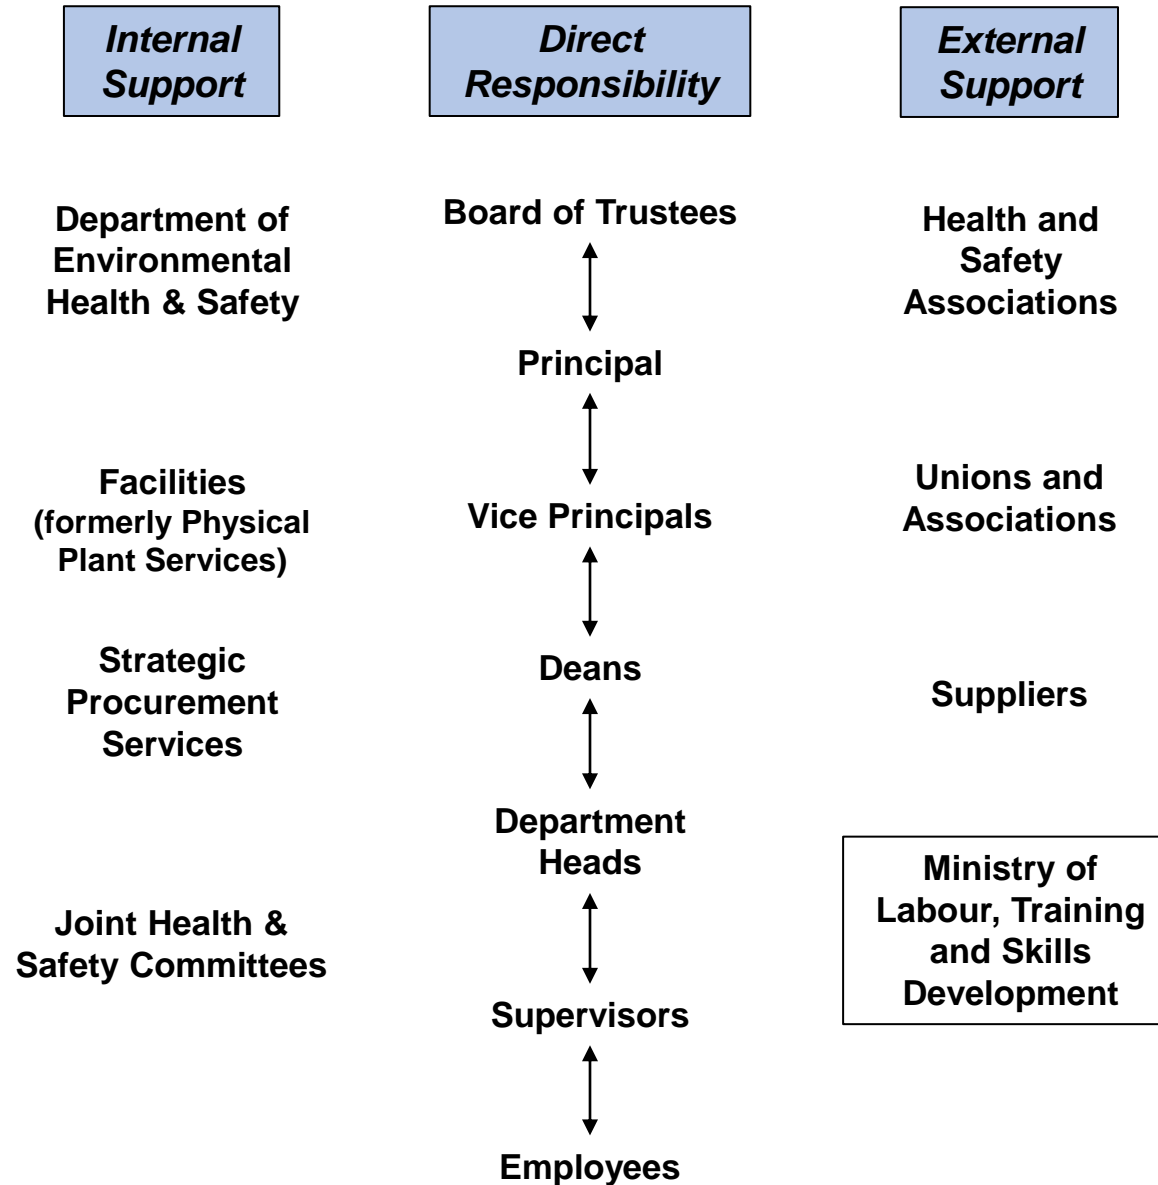 Internal
Support
Direct
Responsibility
External
Support
Department of
Environmental
Health & Safety
Facilities
(formerly Physical
Plant Services)
Strategic
Procurement
Services
Joint Health &
Safety Committees
Board of Trustees
Principal
Vice Principals
Deans
Department
Heads
Supervisors
Employees
Health and
Safety
Associations
Unions and
Associations
Suppliers
Ministry of
Labour, Training
and Skills
Development